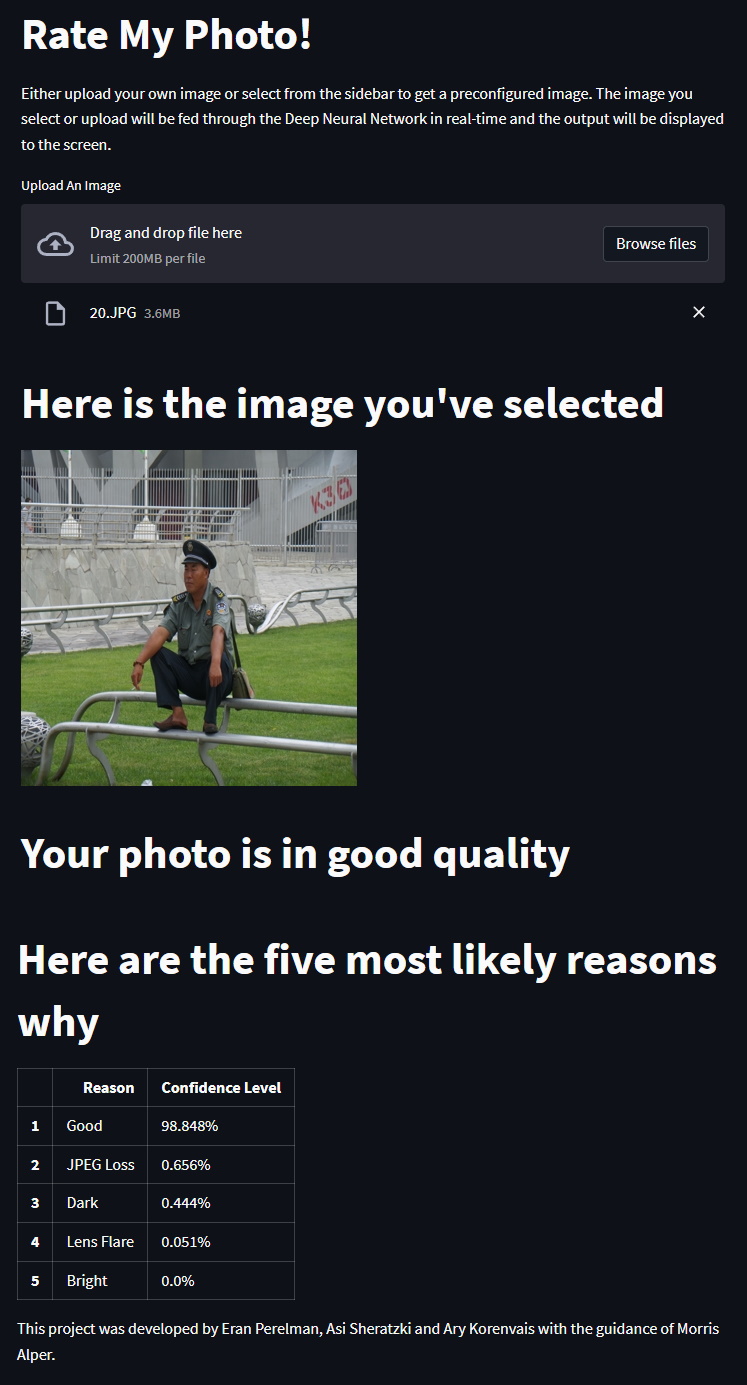 Rate My Photo!
Either upload your own image or select from the sidebar to get a preconfigured image. The image you
select or upload will be fed through the Deep Neural Network in real-time and the output will be displayed
to the screen.
Upload An Image
Drag and drop file here
Limit 200MB per file
Browse files
20.JPG 3.6MB
Here is the image you've selected
Your photo is in good quality
Here are the five most likely reasons
why
Reason Confidence Level
1 Good 98.848%
2 JPEG Loss 0.656%
3 Dark 0.444%
4 Lens Flare 0.051%
5 Bright 0.0%
This project was developed by Eran Perelman, Asi Sheratzki and Ary Korenvais with the guidance of Morris
Alper.